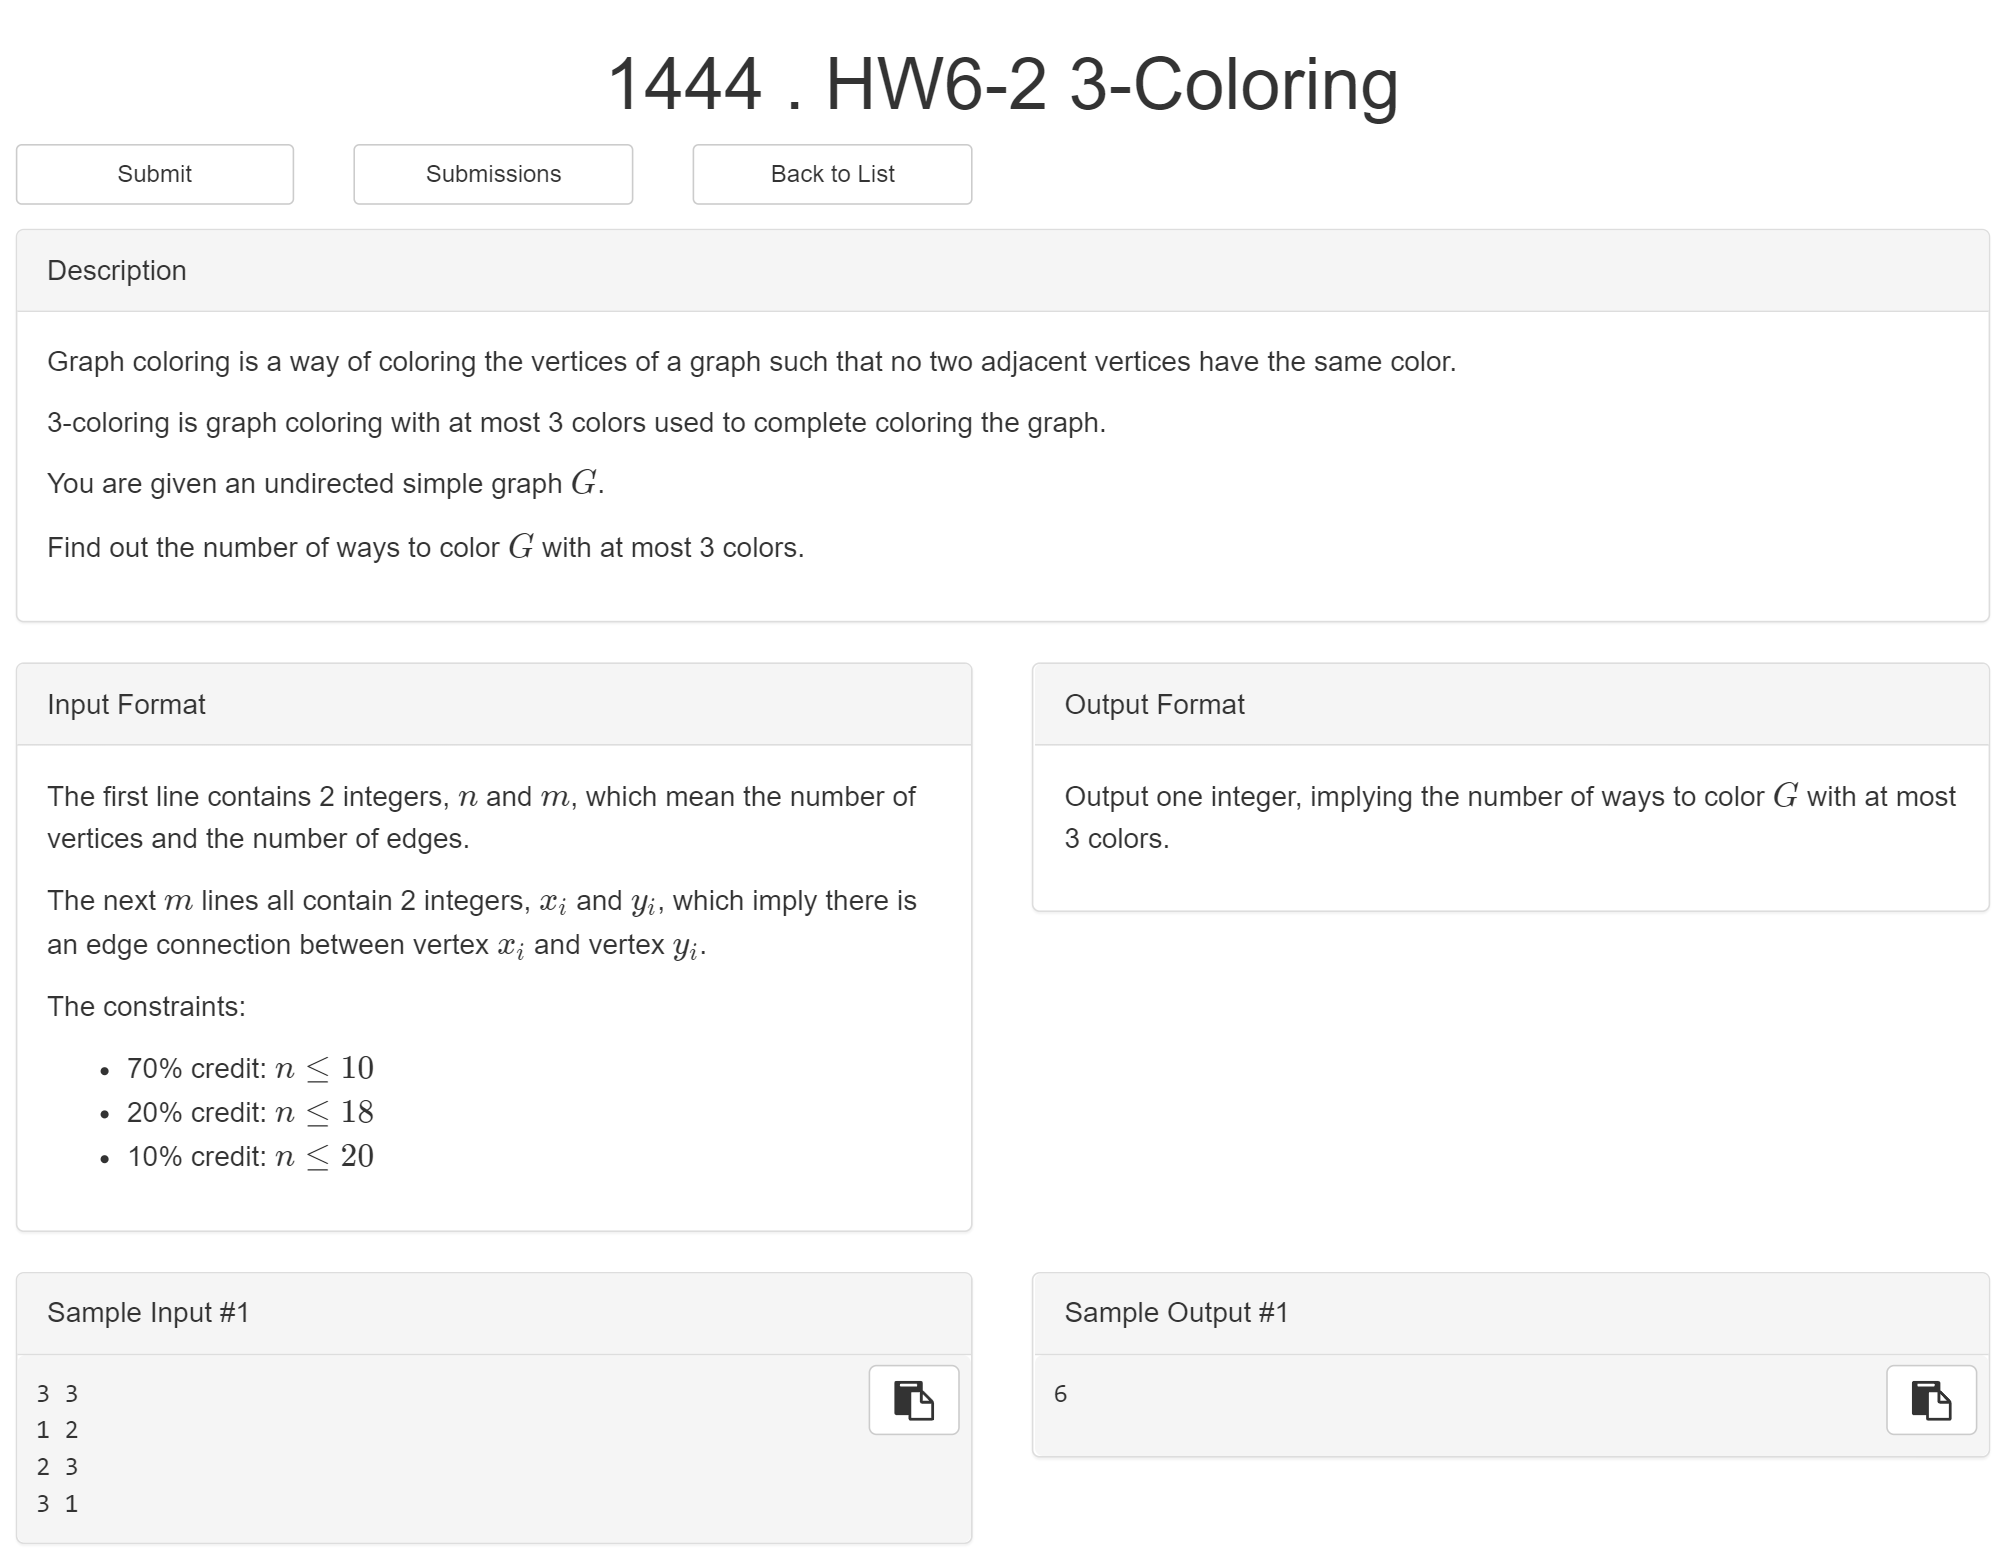 1444 . HW6-2 3-Coloring
Submit
Submissions
Back to List
Description
Graph coloring is a way of coloring the vertices of a graph such that no two adjacent vertices have the same color.
3-coloring is graph coloring with at most 3 colors used to complete coloring the graph.
You are given an undirected simple graph G.
Find out the number of ways to color G with at most 3 colors.
Input Format
The first line contains 2 integers, n and m, which mean the number of
vertices and the number of edges.
The next m lines all contain 2 integers, x_i and y_i, which imply there is
an edge connection between vertex x_i and vertex y_i.
The constraints:
• 70% credit: n ≤ 10
• 20% credit: n ≤ 18
• 10% credit: n ≤ 20
Output Format
Output one integer, implying the number of ways to color G with at most
3 colors.
Sample Input #1
3 3
1 2
2 3
3 1
Sample Output #1
6